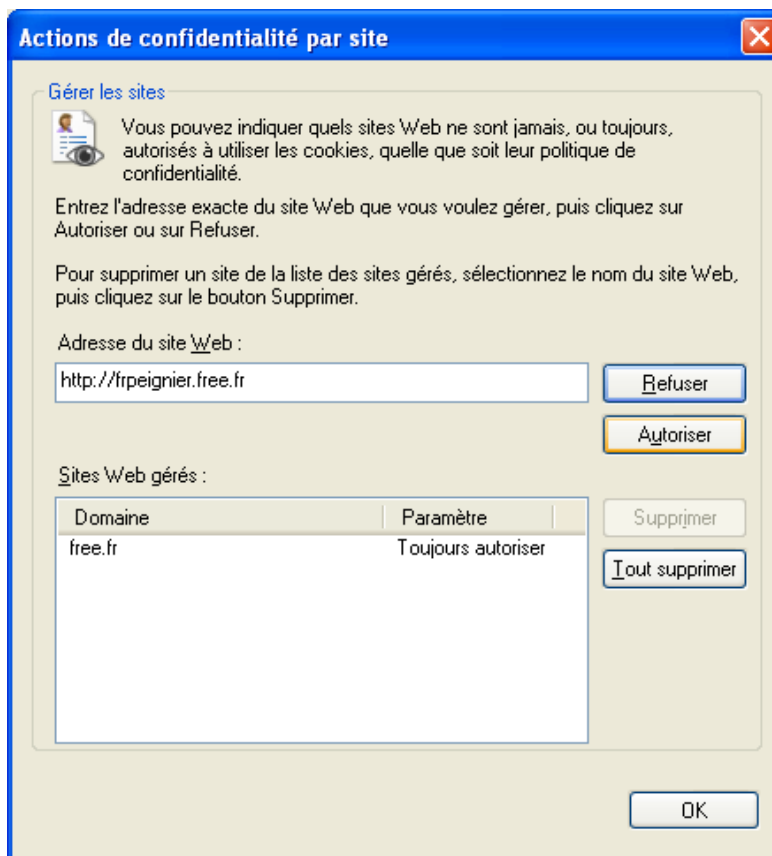 Actions de confidentialité par site
Gérer les sites
Vous pouvez indiquer quels sites Web ne sont jamais, ou toujours,
autorisés à utiliser les cookies, quelle que soit leur politique de
confidentialité.
Entrez l'adresse exacte du site Web que vous voulez gérer, puis cliquez sur
Autoriser ou sur Refuser.
Pour supprimer un site de la liste des sites gérés, sélectionnez le nom du site Web,
puis cliquez sur le bouton Supprimer.
Adresse du site Web :
http://frpeignier.free.fr
Refuser
Autoriser
Sites Web gérés :
Domaine Paramètre
Supprimer
free.fr Toujours autoriser
Tout supprimer
OK